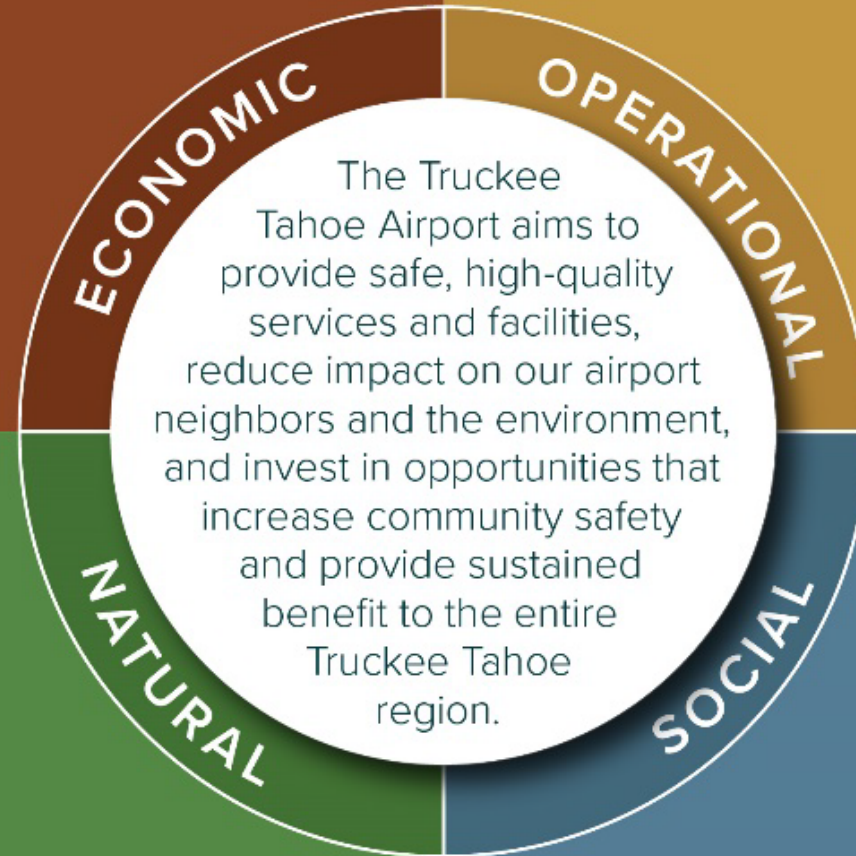 ECONOMIC
OPERATIONAL
The Truckee
Tahoe Airport aims to
provide safe, high-quality
services and facilities,
reduce impact on our airport
neighbors and the environment,
and invest in opportunities that
increase community safety
and provide sustained
benefit to the entire
Truckee Tahoe
region.
NATURAL
SOCIAL